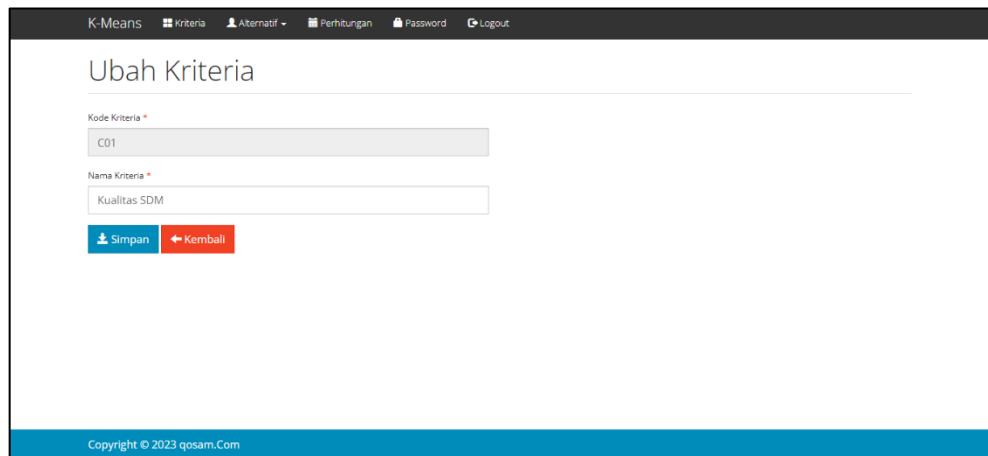 K-Means Kriteria Alternatif Perhitungan Password Logout
Ubah Kriteria
Kode Kriteria *
C01
Nama Kriteria *
Kualitas SDM
Simpan Kembali
Copyright © 2023 qosam.Com